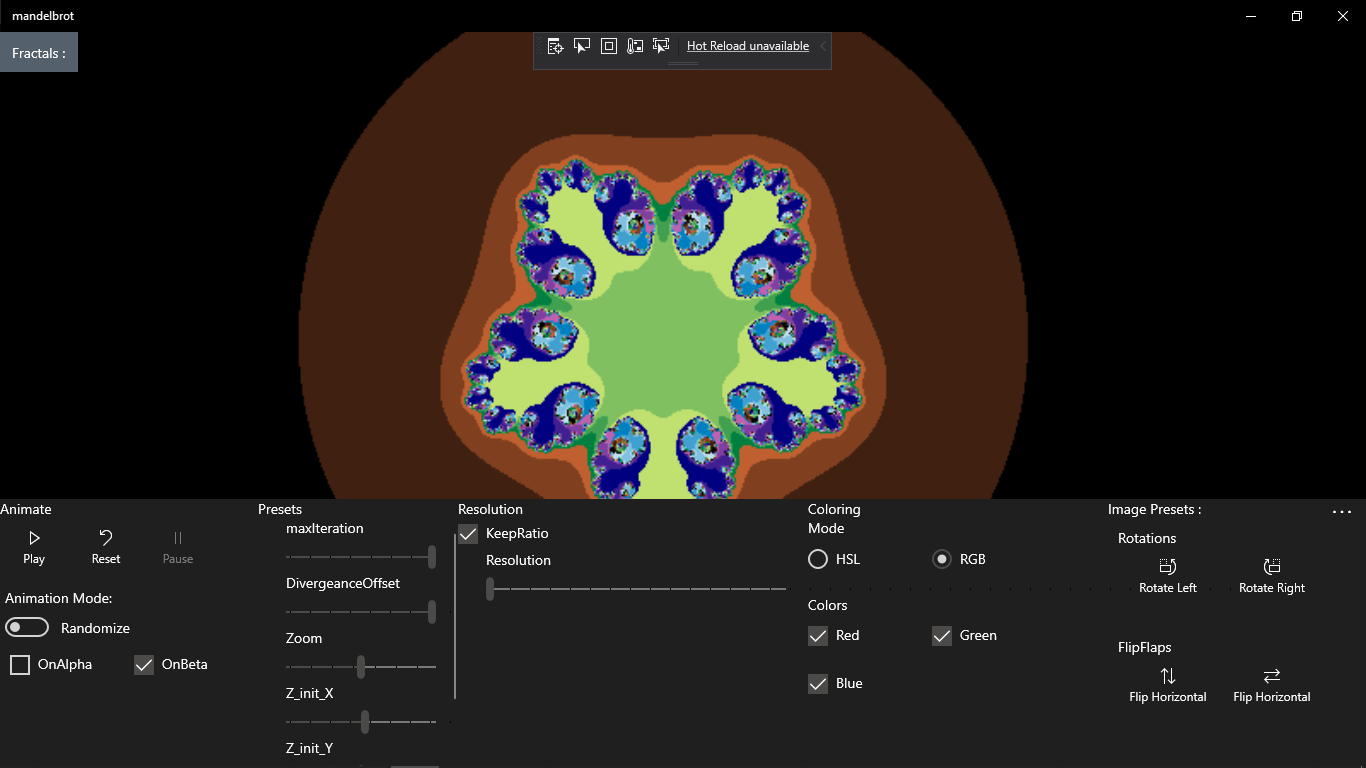 mandelbrot
Fractals :
Hot Reload unavailable
Animate
Play
Reset
Pause
Animation Mode:
Randomize
OnAlpha
OnBeta
Presets
maxIteration
DivergeanceOffset
Zoom
Z_init_X
Z_init_Y
Resolution
KeepRatio
Resolution
Coloring
Mode
HSL
RGB
Colors
Red
Green
Blue
Image Presets :
Rotations
Rotate Left
Rotate Right
FlipFlaps
Flip Horizontal
Flip Horizontal